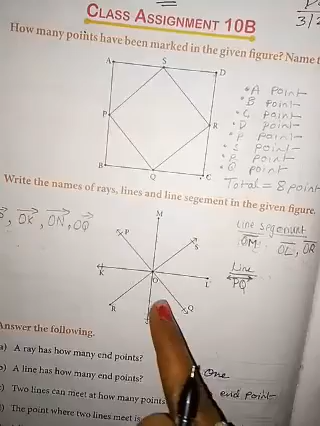 CLASS ASSIGNMENT 10B
3/2
How many points have been marked in the given figure? Name t
A
S
D
P
R
B
Q
C
• A point
• B point
• C point
• D point
• P point
• S point
• R point
• Q point
Total = 8 point
Write the names of rays, lines and line segement in the given figure.
OK, ON, OQ
Line segement
OM, OL, OR
Line
PQ
M
P
S
K
O
L
R
Q
Answer the following.
a) A ray has how many end points?
One
b) A line has how many end points?
end point
Two lines can meet at how many points
The point where two lines meet is